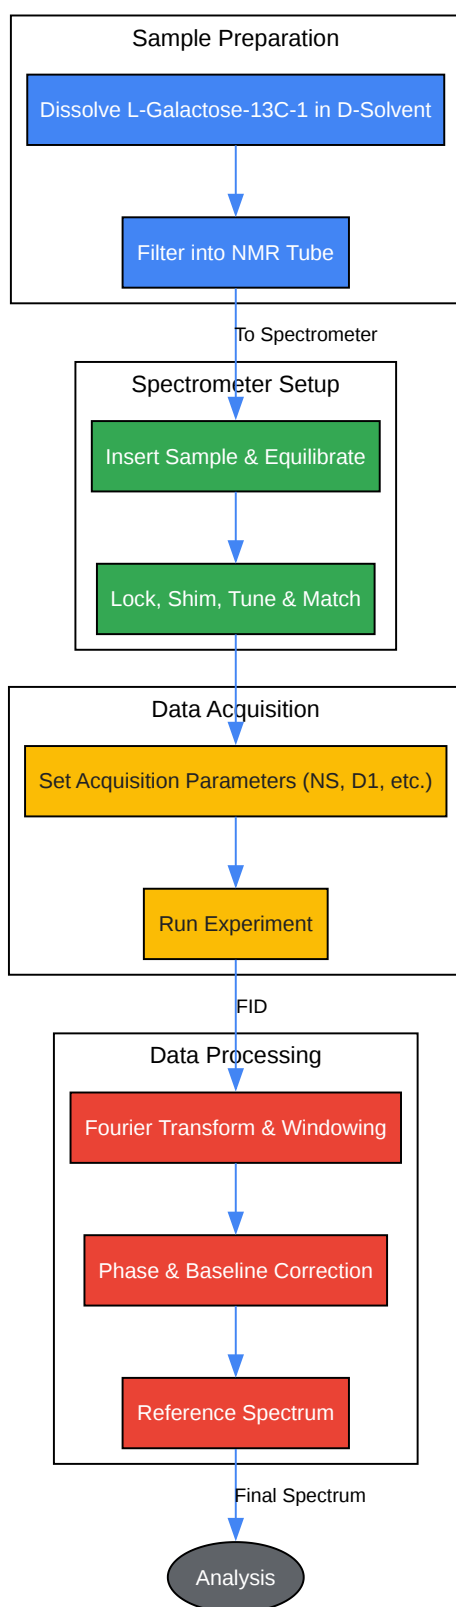 Sample Preparation
Dissolve L-Galactose-13C-1 in D-Solvent
Filter into NMR Tube
To Spectrometer
Spectrometer Setup
Insert Sample & Equilibrate
Lock, Shim, Tune & Match
Data Acquisition
Set Acquisition Parameters (NS, D1, etc.)
Run Experiment
FID
Data Processing
Fourier Transform & Windowing
Phase & Baseline Correction
Reference Spectrum
Final Spectrum
Analysis